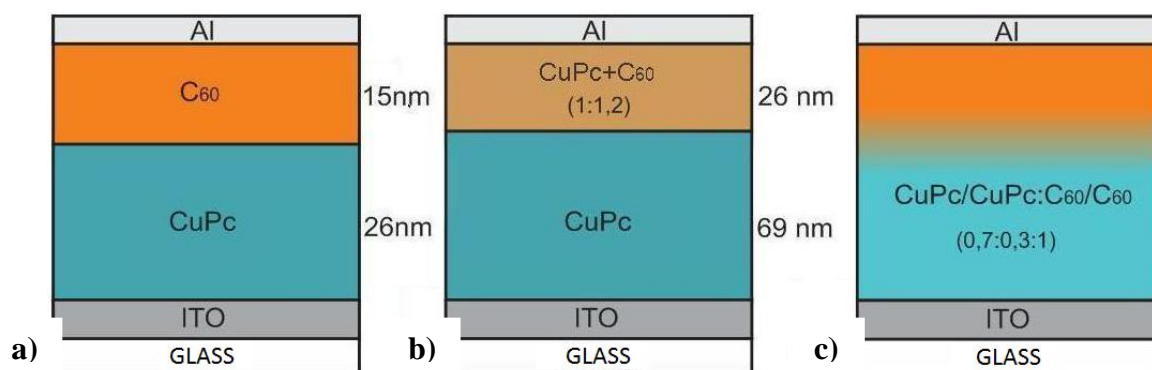 Al
C60
15nm
CuPc
26nm
ITO
a)
GLASS
Al
CuPc+C60
(1:1,2)
26 nm
CuPc
69 nm
ITO
b)
GLASS
Al
CuPc/CuPc:C60/C60
(0,7:0,3:1)
ITO
c)
GLASS